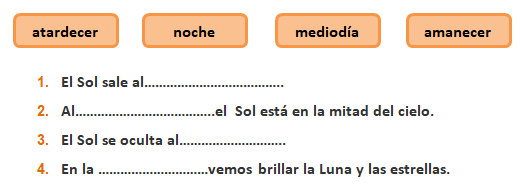 atardecer noche mediodía amanecer
1. El Sol sale al......................................
2. Al......................................el Sol está en la mitad del cielo.
3. El Sol se oculta al.............................
4. En la ..............................vemos brillar la Luna y las estrellas.